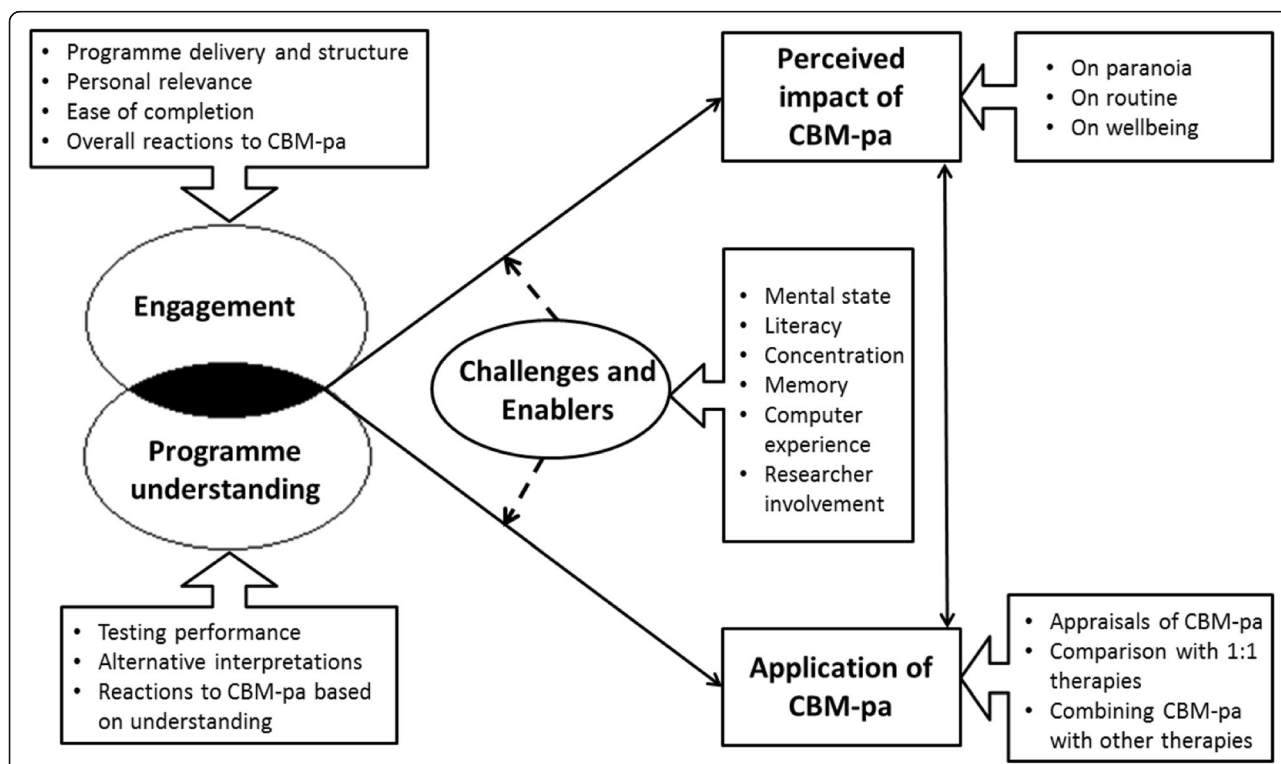 • Programme delivery and structure
• Personal relevance
• Ease of completion
• Overall reactions to CBM-pa
Perceived
impact of
CBM-pa
• On paranoia
• On routine
• On wellbeing
Engagement
Programme
understanding
Challenges and
Enablers
• Mental state
• Literacy
• Concentration
• Memory
• Computer
experience
• Researcher
involvement
• Testing performance
• Alternative interpretations
• Reactions to CBM-pa based
on understanding
Application of
CBM-pa
• Appraisals of CBM-pa
• Comparison with 1:1
therapies
• Combining CBM-pa
with other therapies